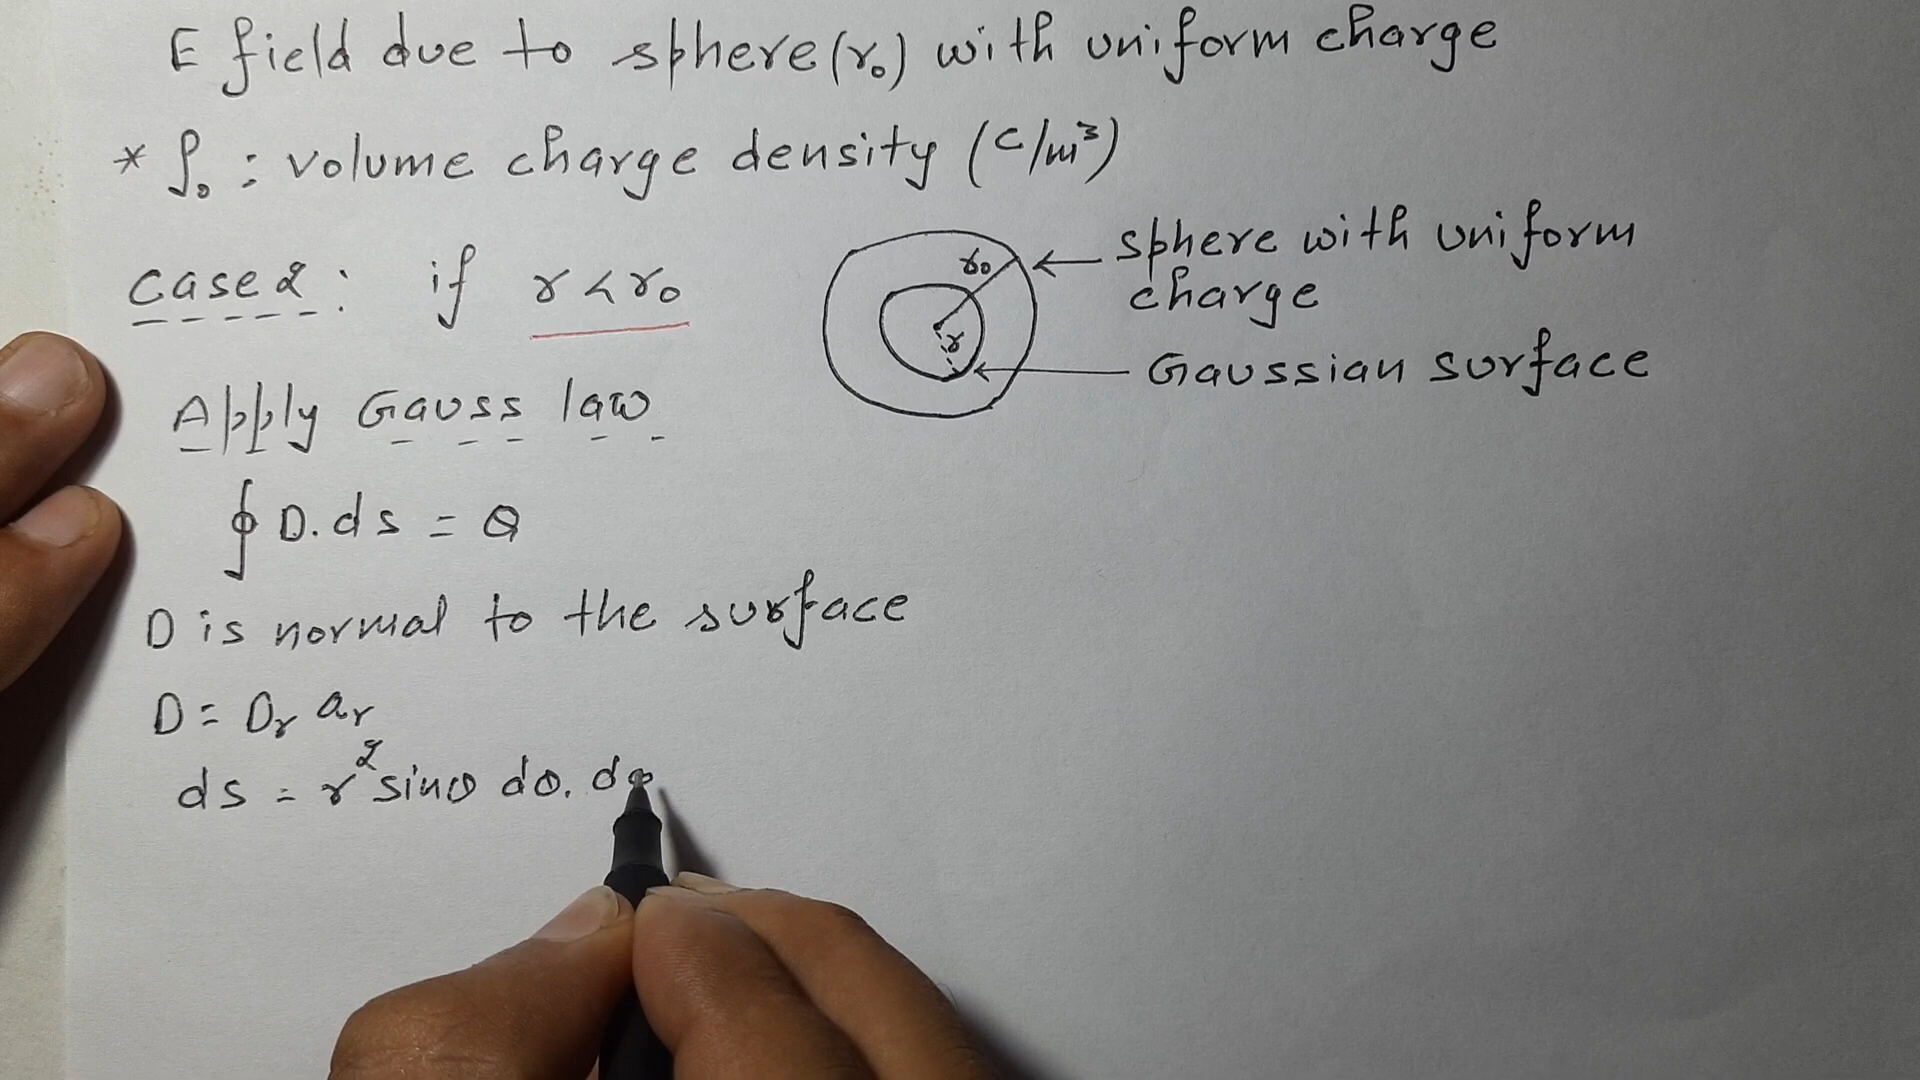 E field due to sphere(r₀) with uniform charge
* ρ₀ : volume charge density (C/m³)
case 2 : if r < r₀
r₀
r
sphere with uniform
charge
Gaussian surface
Apply Gauss law
∮ D.ds = Q
D is normal to the surface
D = Dr ar
ds = r² sinθ dθ. dφ